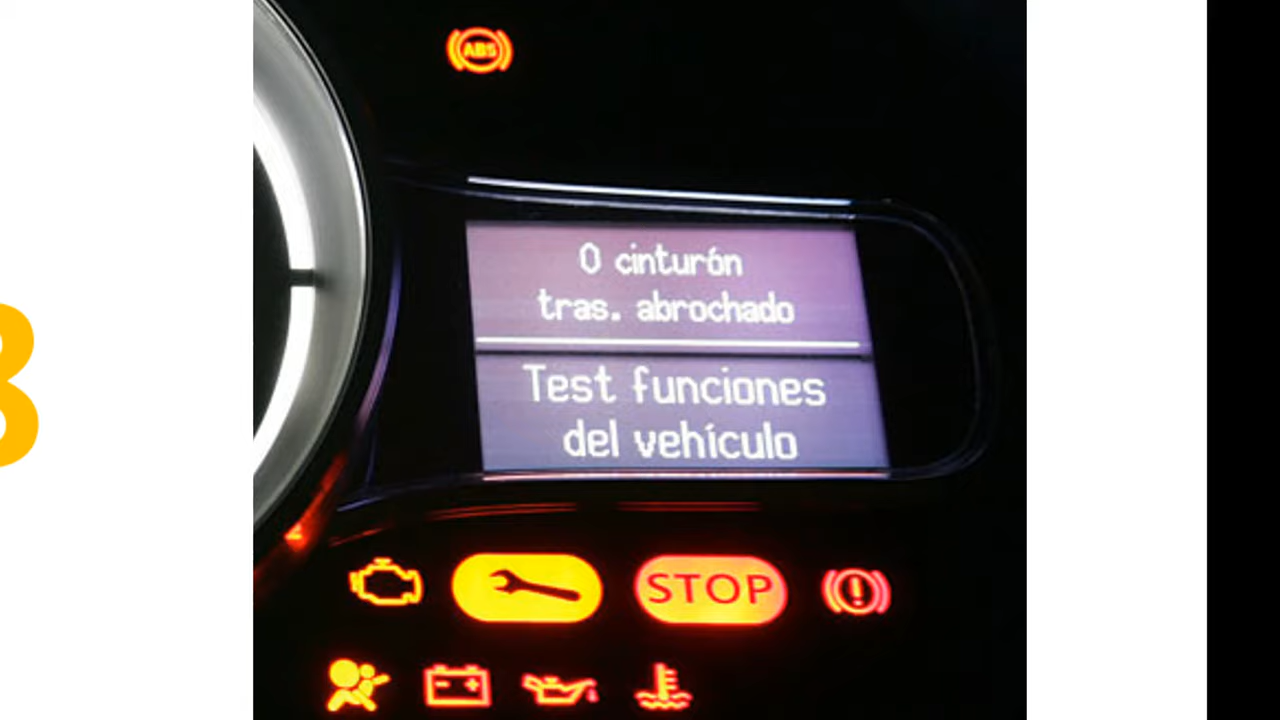 ABS
0 cinturón
tras. abrochado
Test funciones
del vehículo
STOP